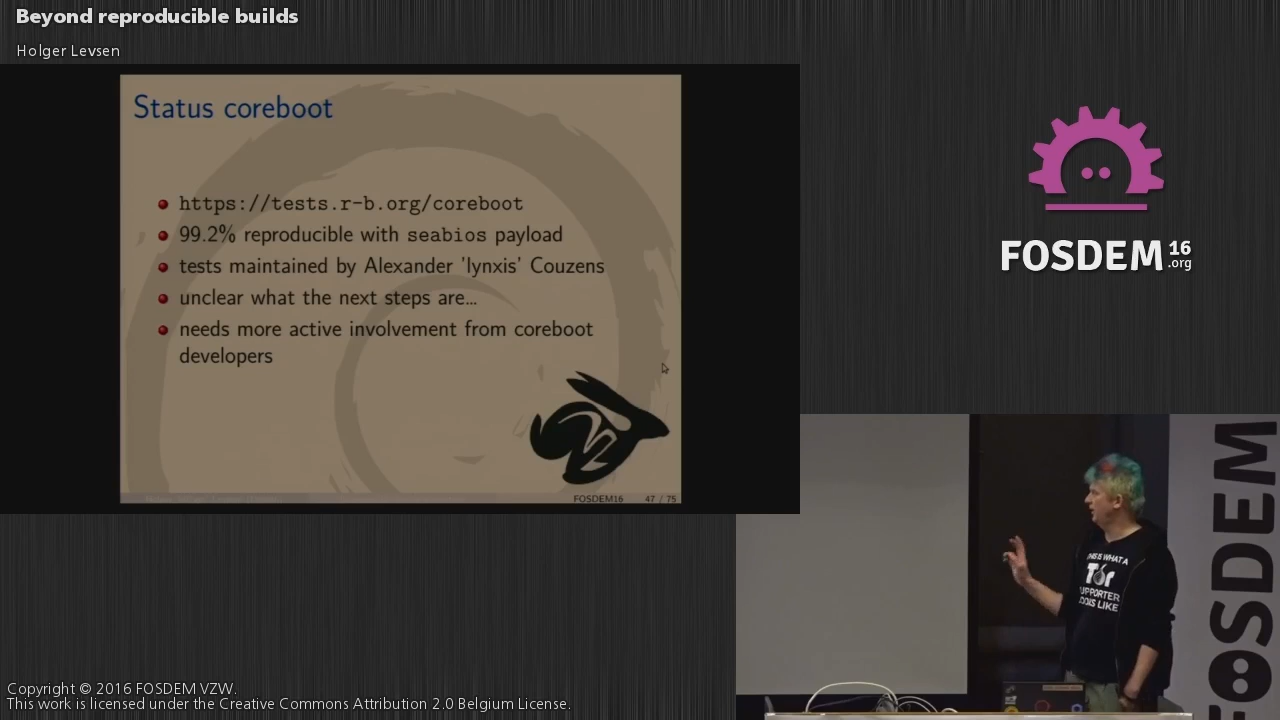 Beyond reproducible builds
Holger Levsen
Status coreboot
https://tests.r-b.org/coreboot
99.2% reproducible with seabios payload
tests maintained by Alexander 'lynxis' Couzens
unclear what the next steps are...
needs more active involvement from coreboot
developers
FOSDEM16
47 / 75
FOSDEM 16
.org
THIS IS WHAT A
Tor
SUPPORTER
LOOKS LIKE
FOSDEM
Copyright © 2016 FOSDEM VZW.
This work is licensed under the Creative Commons Attribution 2.0 Belgium License.